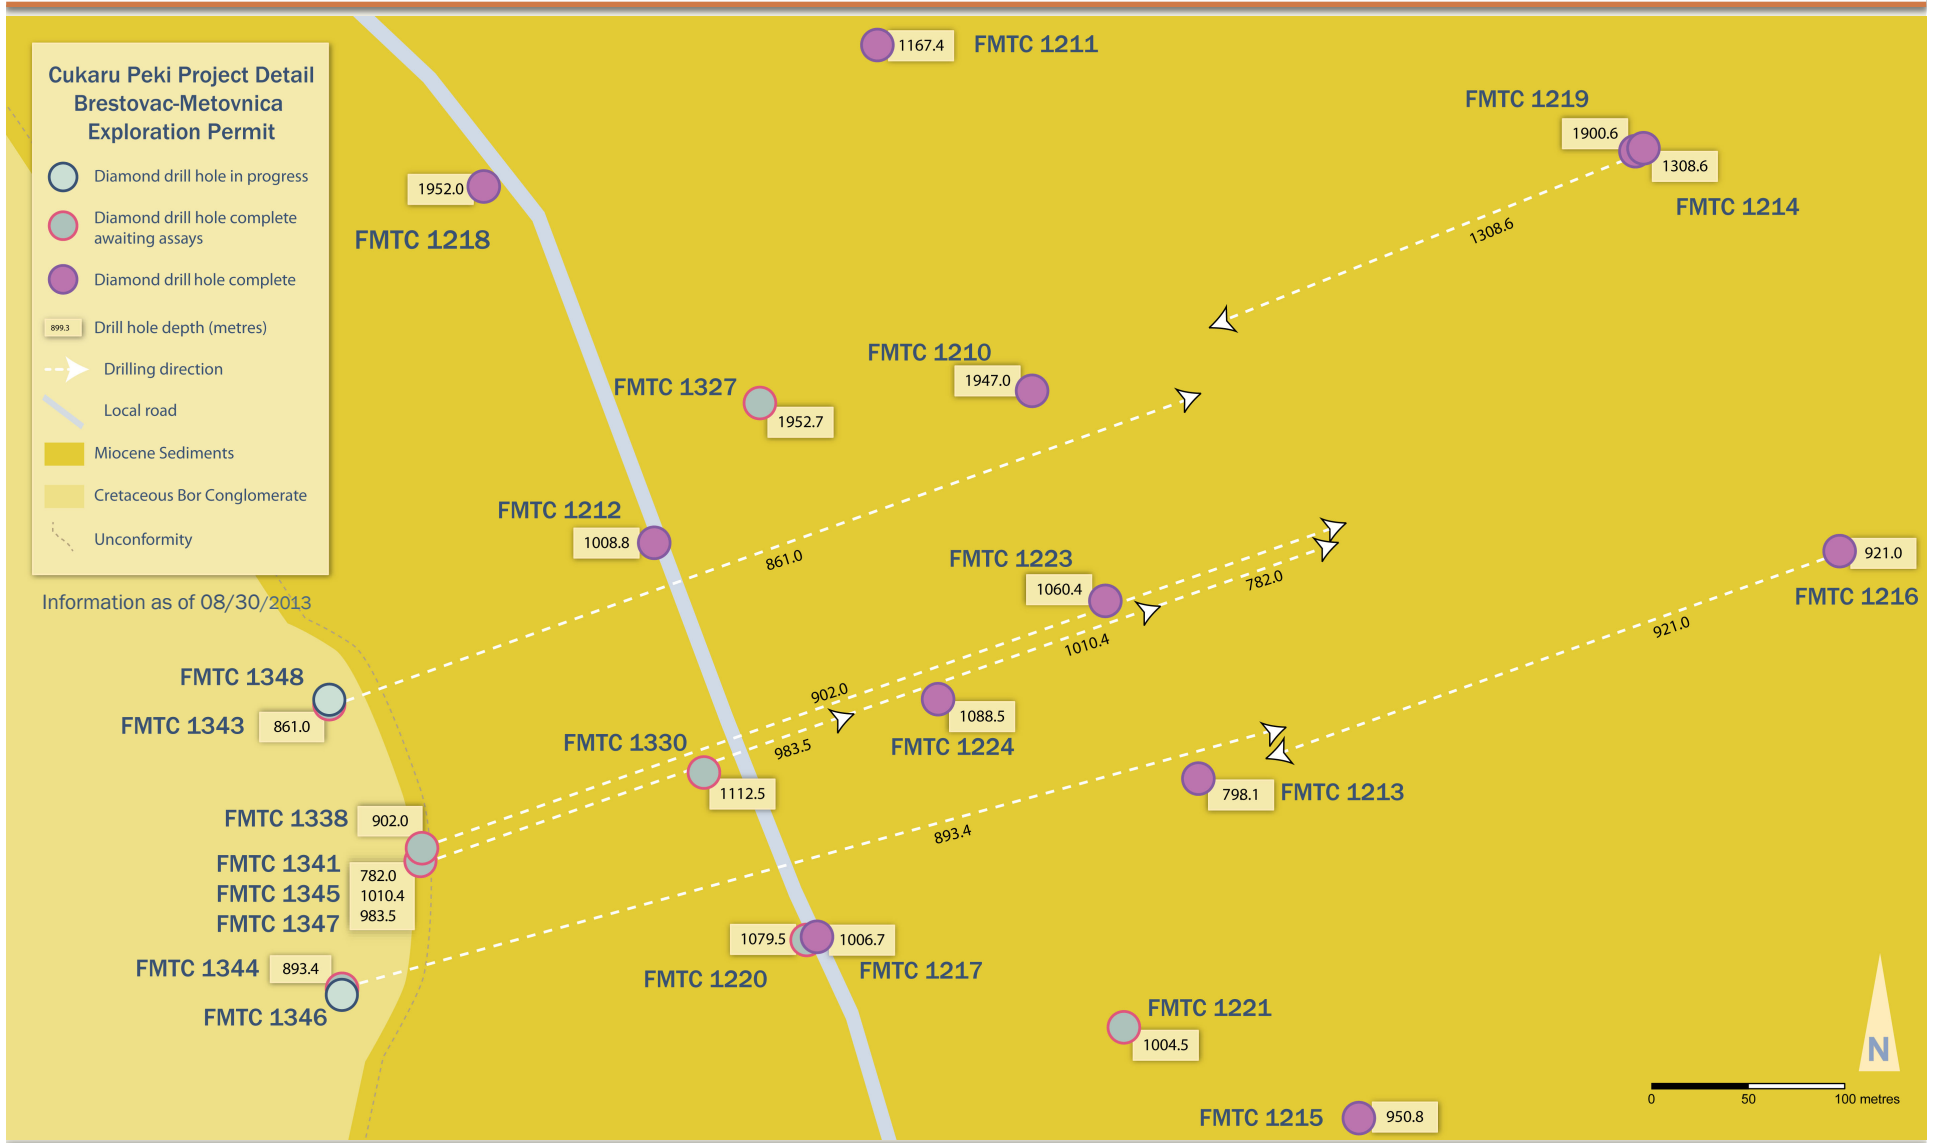 Cukaru Peki Project Detail
Brestovac-Metovnica
Exploration Permit
Diamond drill hole in progress
Diamond drill hole complete
awaiting assays
Diamond drill hole complete
899.3
Drill hole depth (metres)
Drilling direction
Local road
Miocene Sediments
Cretaceous Bor Conglomerate
Unconformity
Information as of 08/30/2013
1167.4
FMTC 1211
FMTC 1219
1900.6
1308.6
FMTC 1214
1308.6
1952.0
FMTC 1218
FMTC 1210
1947.0
FMTC 1327
1952.7
FMTC 1212
1008.8
861.0
FMTC 1223
1060.4
782.0
1010.4
921.0
FMTC 1216
921.0
FMTC 1348
FMTC 1343
861.0
902.0
983.5
FMTC 1330
1112.5
1088.5
FMTC 1224
798.1
FMTC 1213
893.4
FMTC 1338
902.0
FMTC 1341
782.0
FMTC 1345
1010.4
FMTC 1347
983.5
FMTC 1344
893.4
FMTC 1346
1079.5
1006.7
FMTC 1220
FMTC 1217
FMTC 1221
1004.5
FMTC 1215
950.8
N
0
50
100 metres